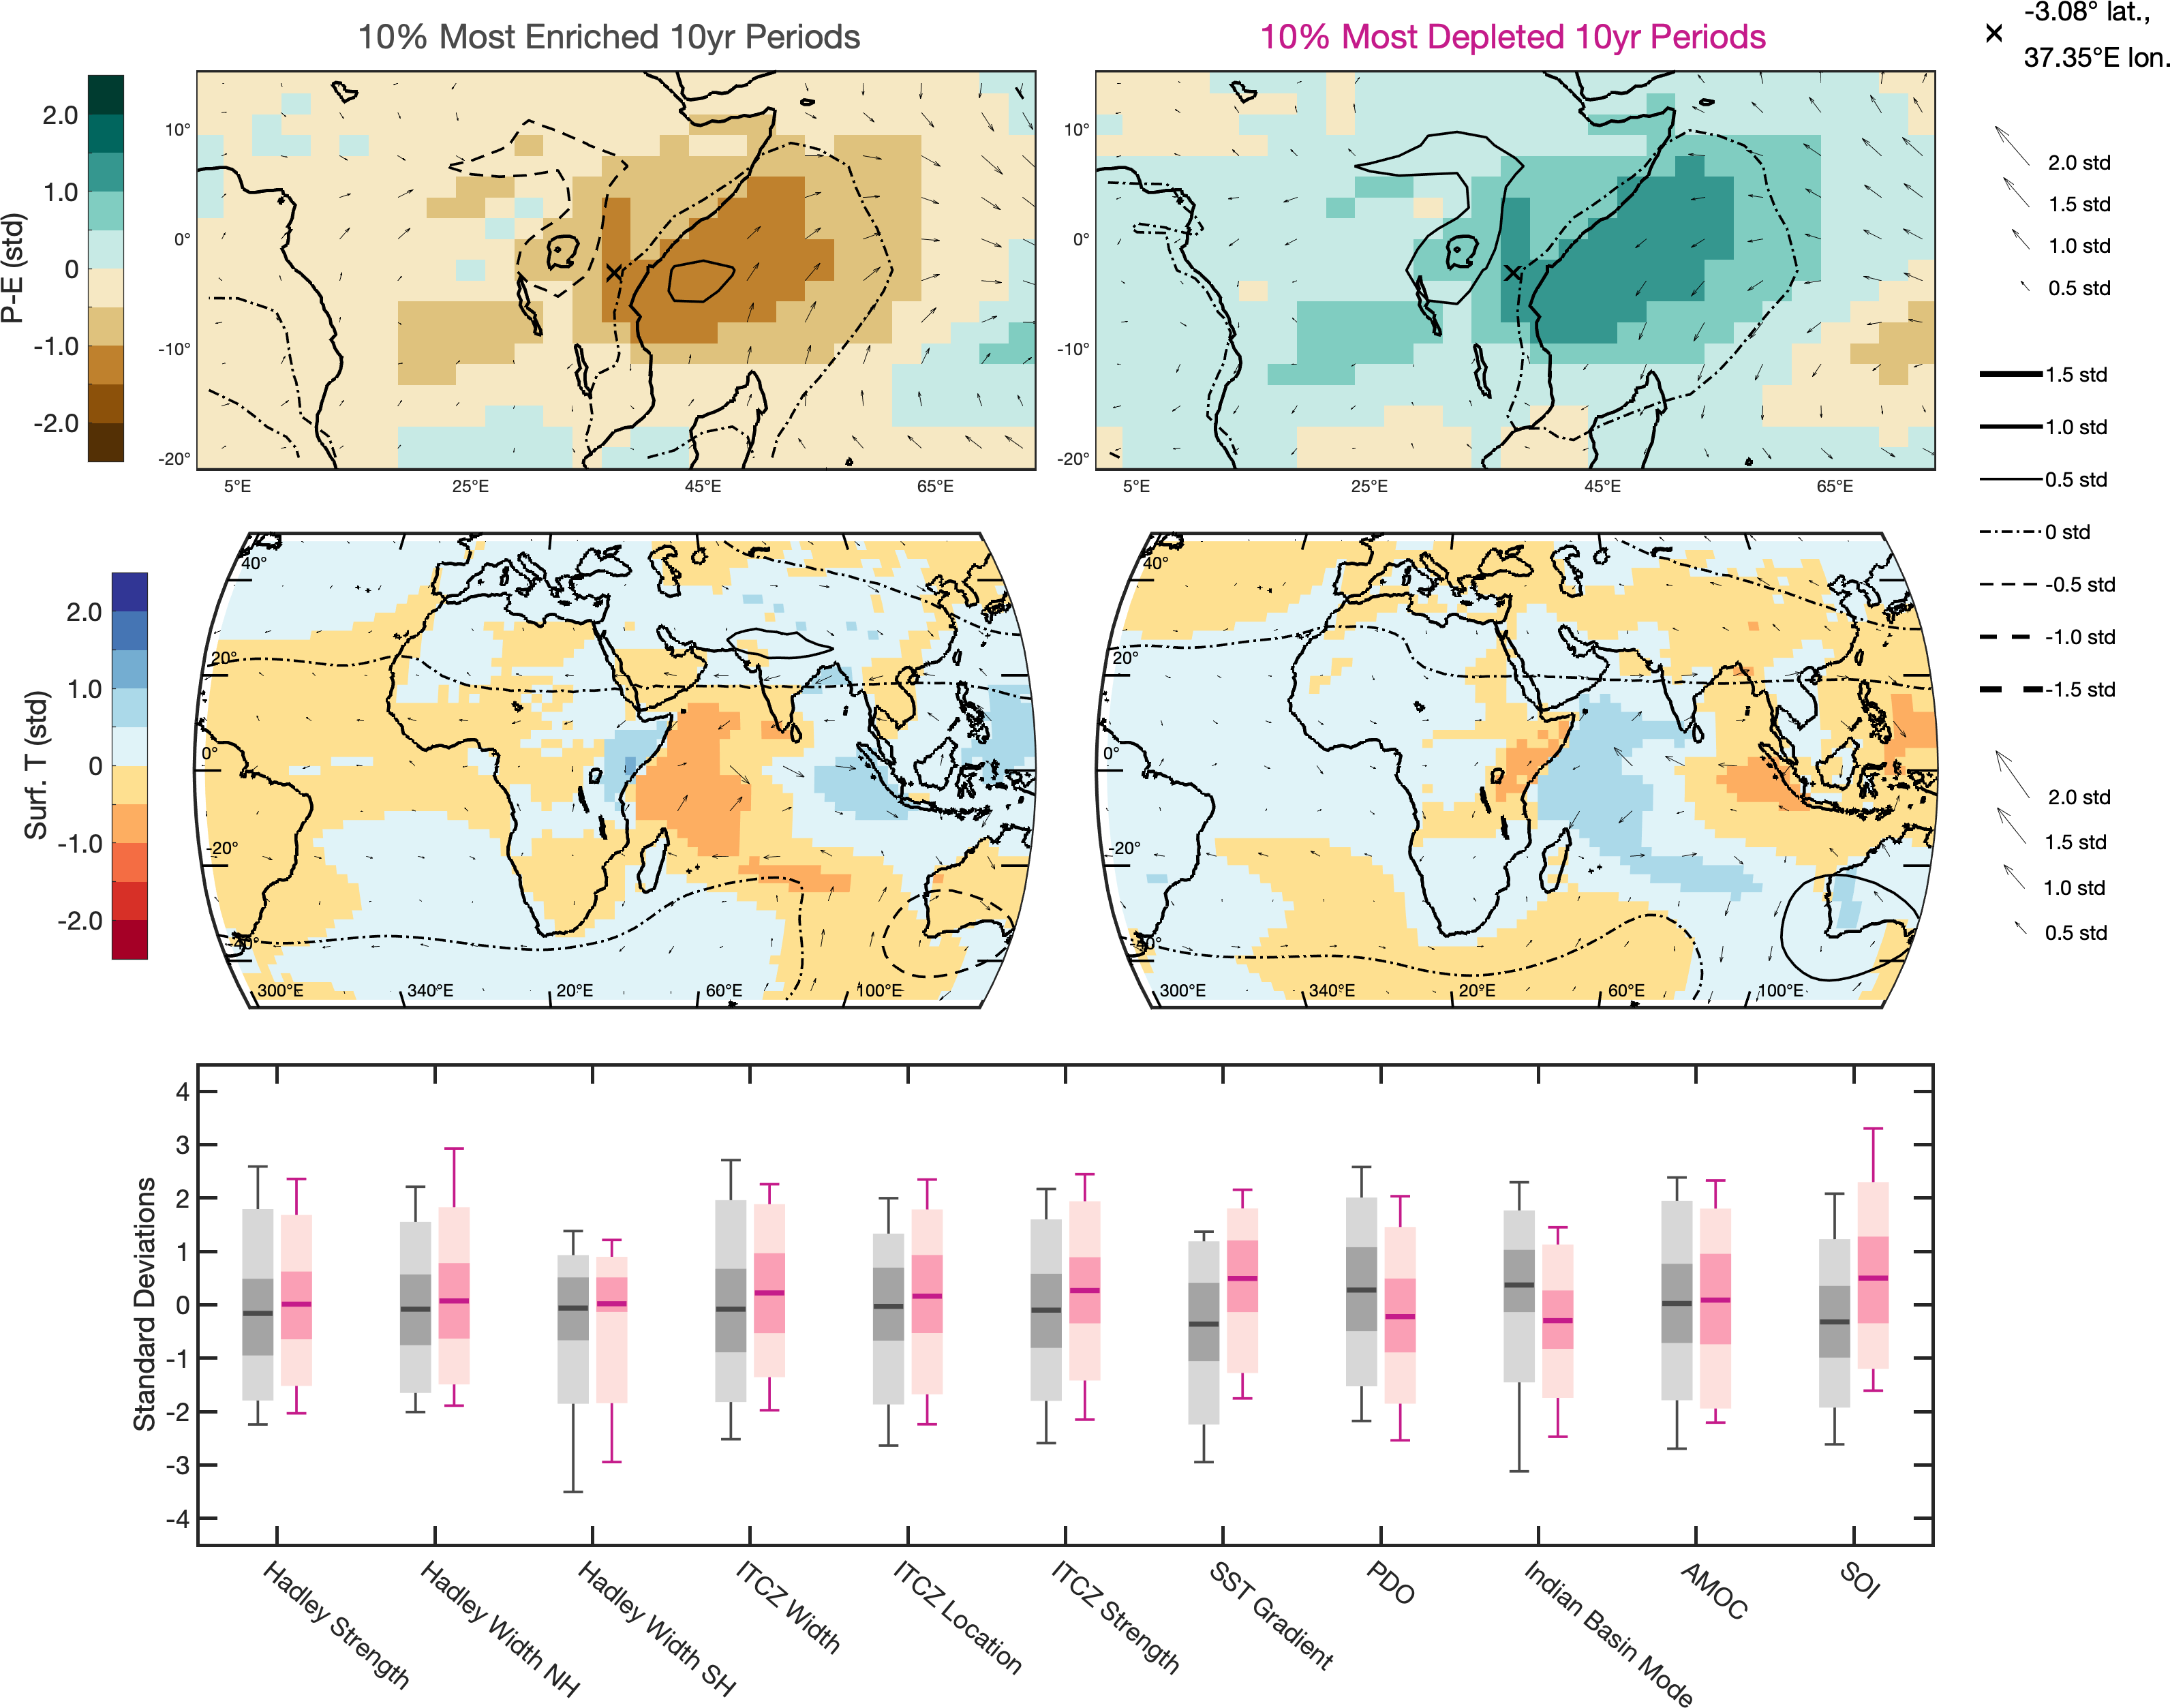 10% Most Enriched 10yr Periods
10% Most Depleted 10yr Periods
-3.08° lat.,
37.35°E lon.
P-E (std)
2.0
1.0
0
-1.0
-2.0
10°
0°
-10°
-20°
5°E 25°E 45°E 65°E
10°
0°
-10°
-20°
5°E 25°E 45°E 65°E
2.0 std
1.5 std
1.0 std
0.5 std
1.5 std
1.0 std
0.5 std
0 std
-0.5 std
-1.0 std
-1.5 std
Surf. T (std)
2.0
1.0
0
-1.0
-2.0
40°
20°
0°
-20°
-40°
300°E 340°E 20°E 60°E 100°E
40°
20°
0°
-20°
-40°
300°E 340°E 20°E 60°E 100°E
2.0 std
1.5 std
1.0 std
0.5 std
Standard Deviations
4
3
2
1
0
-1
-2
-3
-4
Hadley Strength
Hadley Width NH
Hadley Width SH
ITCZ Width
ITCZ Location
ITCZ Strength
SST Gradient
PDO
Indian Basin Mode
AMOC
SOI